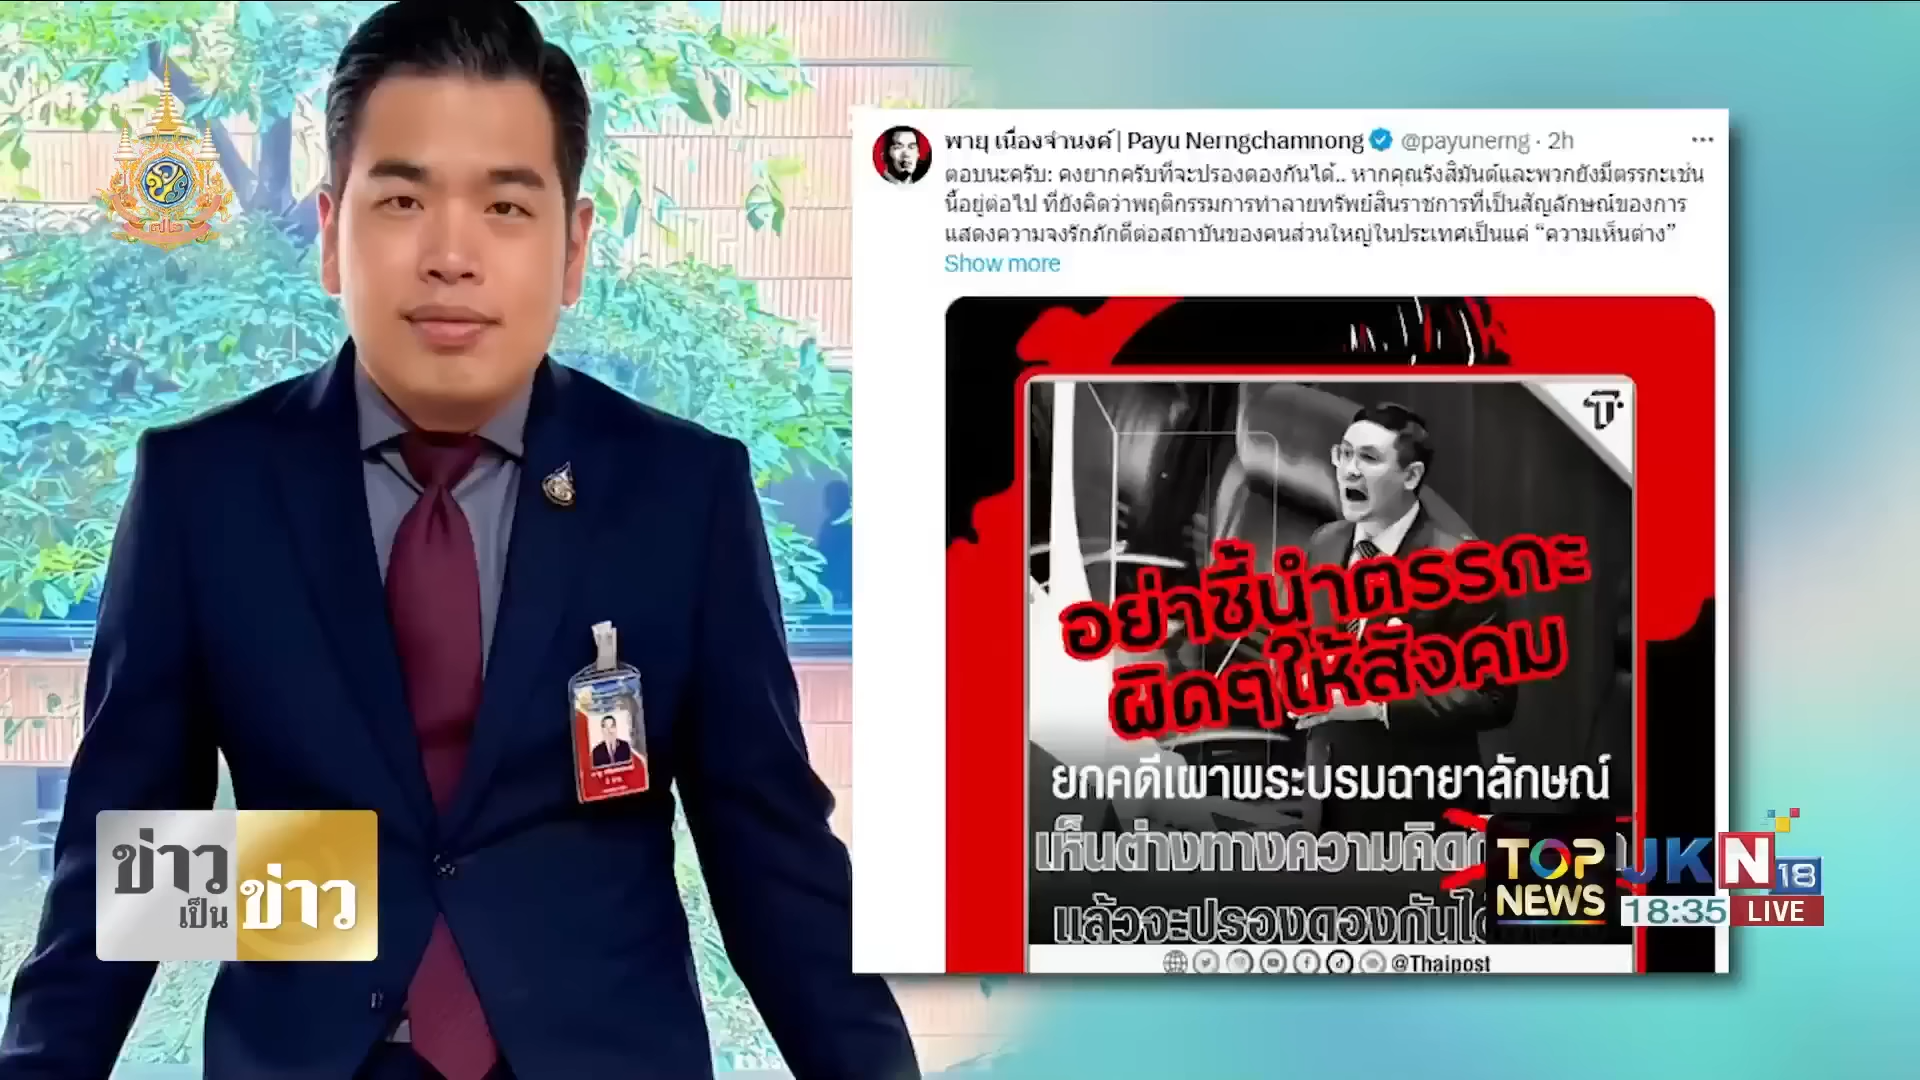 พายุ เนื่องจำนงค์ | Payu Nerngchamnong @payunerng · 2h
ตอบนะครับ: คงยากครับที่จะปรองดองกันได้.. หากคุณรังสิมันต์และพวกยังมีตรรกะเช่น
นี้อยู่ต่อไป ที่ยังคิดว่าพฤติกรรมการทำลายทรัพย์สินราชการที่เป็นสัญลักษณ์ของการ
แสดงความจงรักภักดีต่อสถาบันของคนส่วนใหญ่ในประเทศเป็นแค่ “ความเห็นต่าง”
Show more
อย่าชี้นำตรรกะ
ผิดๆให้สังคม
ยกคดีเผาพระบรมฉายาลักษณ์
เห็นต่างทางความคิด
แล้วจะปรองดองกันได้
@Thaipost
ข่าว
เป็น
ข่าว
TOP
NEWS
JKN
18
18:35
LIVE